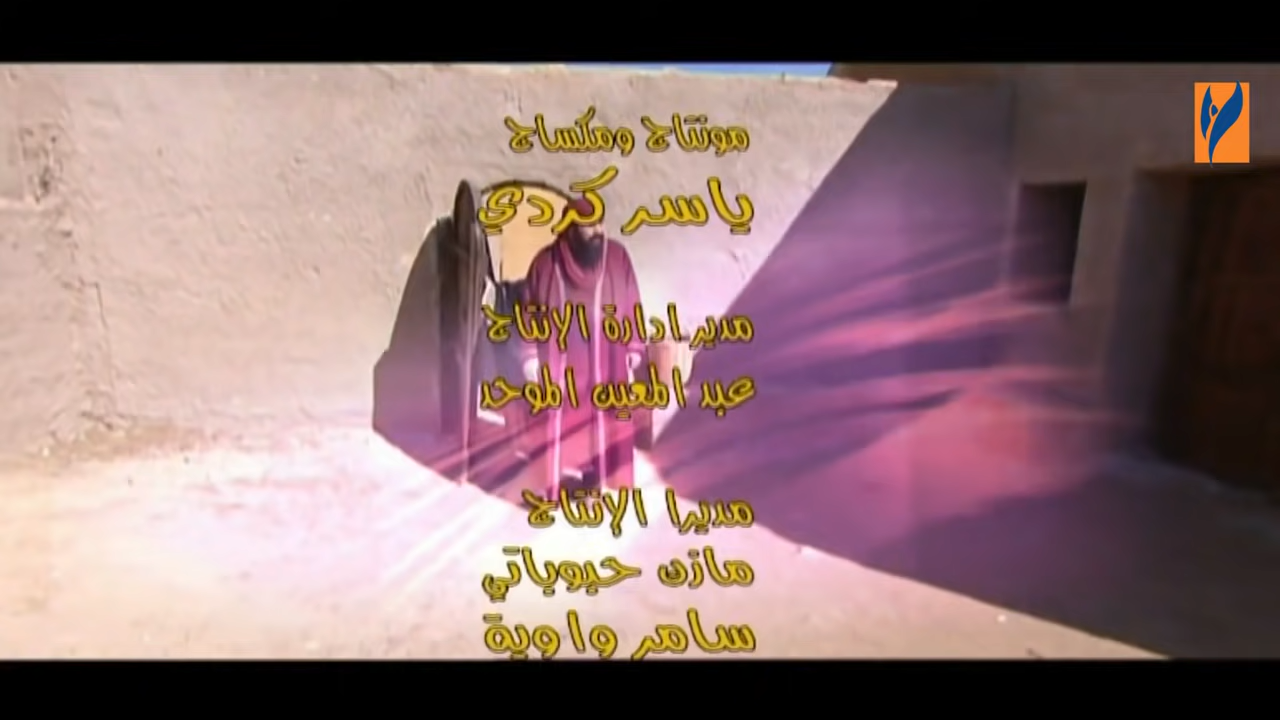 مونتاج ومكساج
ياسر كردي
مدير ادارة الإنتاج
عبد المعين الموحد
مديرا الإنتاج
مازن حبوباتي
سامر واوية